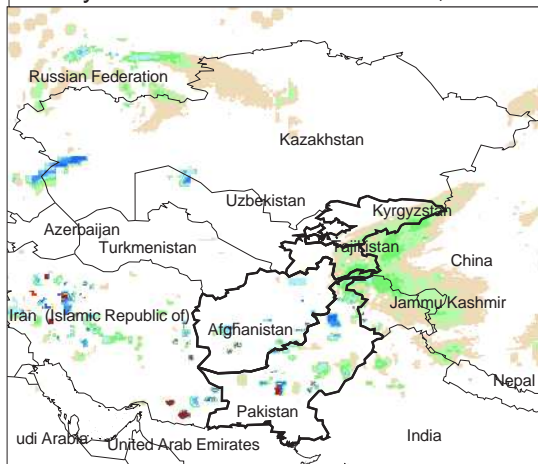 Russian Federation
Kazakhstan
Uzbekistan
Kyrgyzstan
Azerbaijan
Turkmenistan
Tajikistan
China
Jammu/Kashmir
Iran (Islamic Republic of)
Afghanistan
Nepal
Pakistan
udi Arabia
United Arab Emirates
India